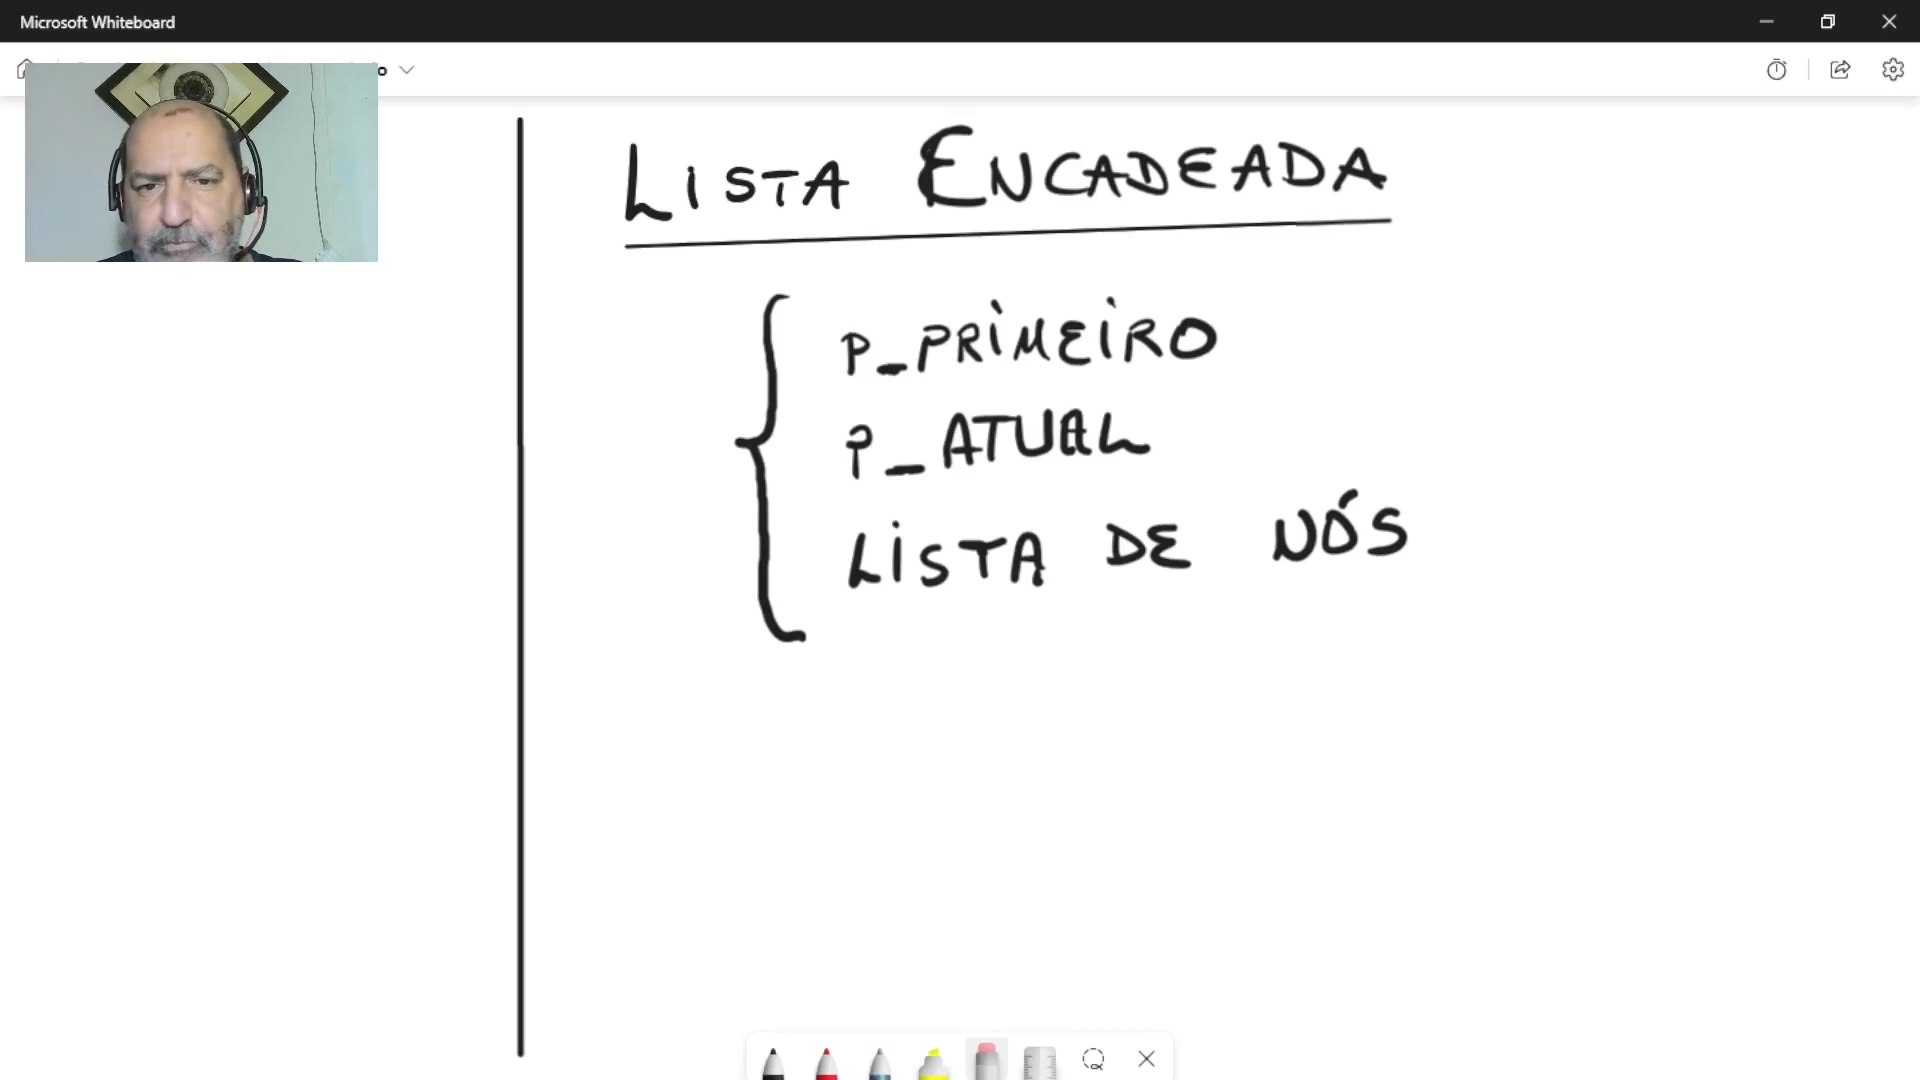 Microsoft Whiteboard
o
LISTA ENCADEADA
P_PRIMEIRO
P_ATUAL
LISTA DE NÓS